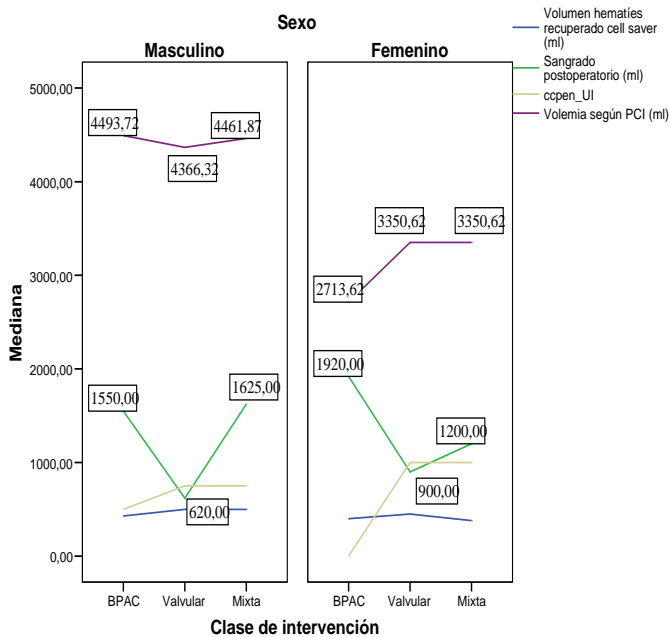 Sexo
Masculino
Femenino
Volumen hematíes
recuperado cell saver
(ml)
Sangrado
postoperatorio (ml)
ccpen_UI
Volemia según PCI (ml)
Mediana
5000,00
4000,00
3000,00
2000,00
1000,00
0,00
4493,72
4366,32
4461,87
1550,00
620,00
1625,00
2713,62
3350,62
3350,62
1920,00
900,00
1200,00
BPAC
Valvular
Mixta
BPAC
Valvular
Mixta
Clase de intervención